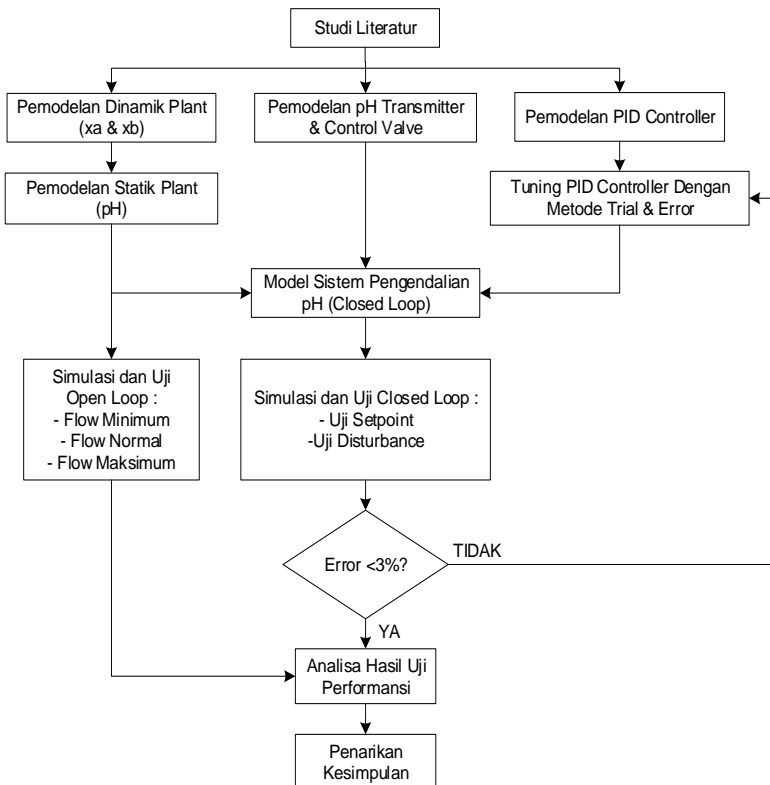 Studi Literatur
Pemodelan Dinamik Plant
(xa & xb)
Pemodelan pH Transmitter
& Control Valve
Pemodelan PID Controller
Pemodelan Statik Plant
(pH)
Tuning PID Controller Dengan
Metode Trial & Error
Model Sistem Pengendalian
pH (Closed Loop)
Simulasi dan Uji
Open Loop :
- Flow Minimum
- Flow Normal
- Flow Maksimum
Simulasi dan Uji Closed Loop :
- Uji Setpoint
-Uji Disturbance
Error <3%?
TIDAK
YA
Analisa Hasil Uji
Performansi
Penarikan
Kesimpulan